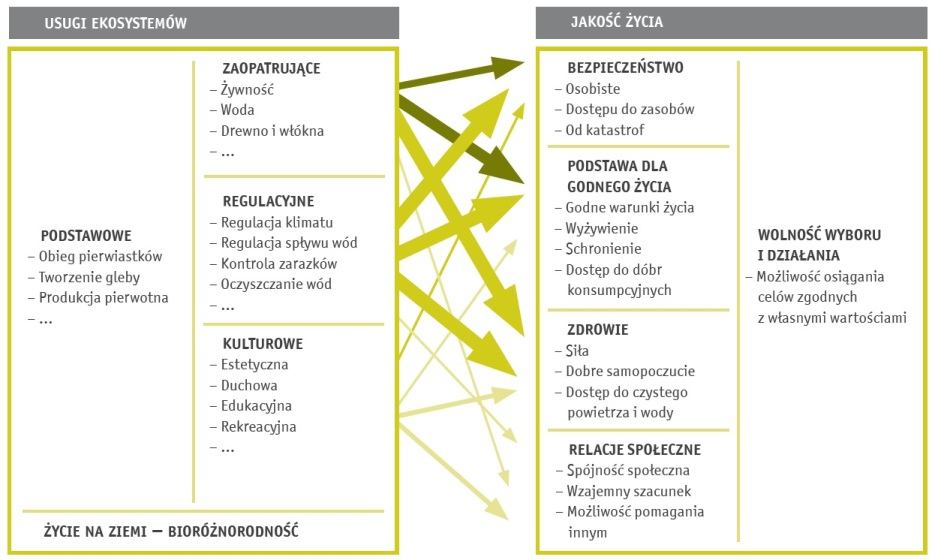 USUGI EKOSYSTEMÓW
PODSTAWOWE
– Obieg pierwiastków
– Tworzenie gleby
– Produkcja pierwotna
– ...
ZAOPATRUJĄCE
– Żywność
– Woda
– Drewno i włókna
– ...
REGULACYJNE
– Regulacja klimatu
– Regulacja spływu wód
– Kontrola zarazków
– Oczyszczanie wód
– ...
KULTUROWE
– Estetyczna
– Duchowa
– Edukacyjna
– Rekreacyjna
– ...
ŻYCIE NA ZIEMI — BIORÓŻNORODNOŚĆ
JAKOŚĆ ŻYCIA
BEZPIECZEŃSTWO
– Osobiste
– Dostępu do zasobów
– Od katastrof
PODSTAWA DLA
GODNEGO ŻYCIA
– Godne warunki życia
– Wyżywienie
– Schronienie
– Dostęp do dóbr
konsumpcyjnych
ZDROWIE
– Siła
– Dobre samopoczucie
– Dostęp do czystego
powietrza i wody
RELACJE SPOŁECZNE
– Spójność społeczna
– Wzajemny szacunek
– Możliwość pomagania
innym
WOLNOŚĆ WYBORU
I DZIAŁANIA
– Możliwość osiągania
celów zgodnych
z własnymi wartościami